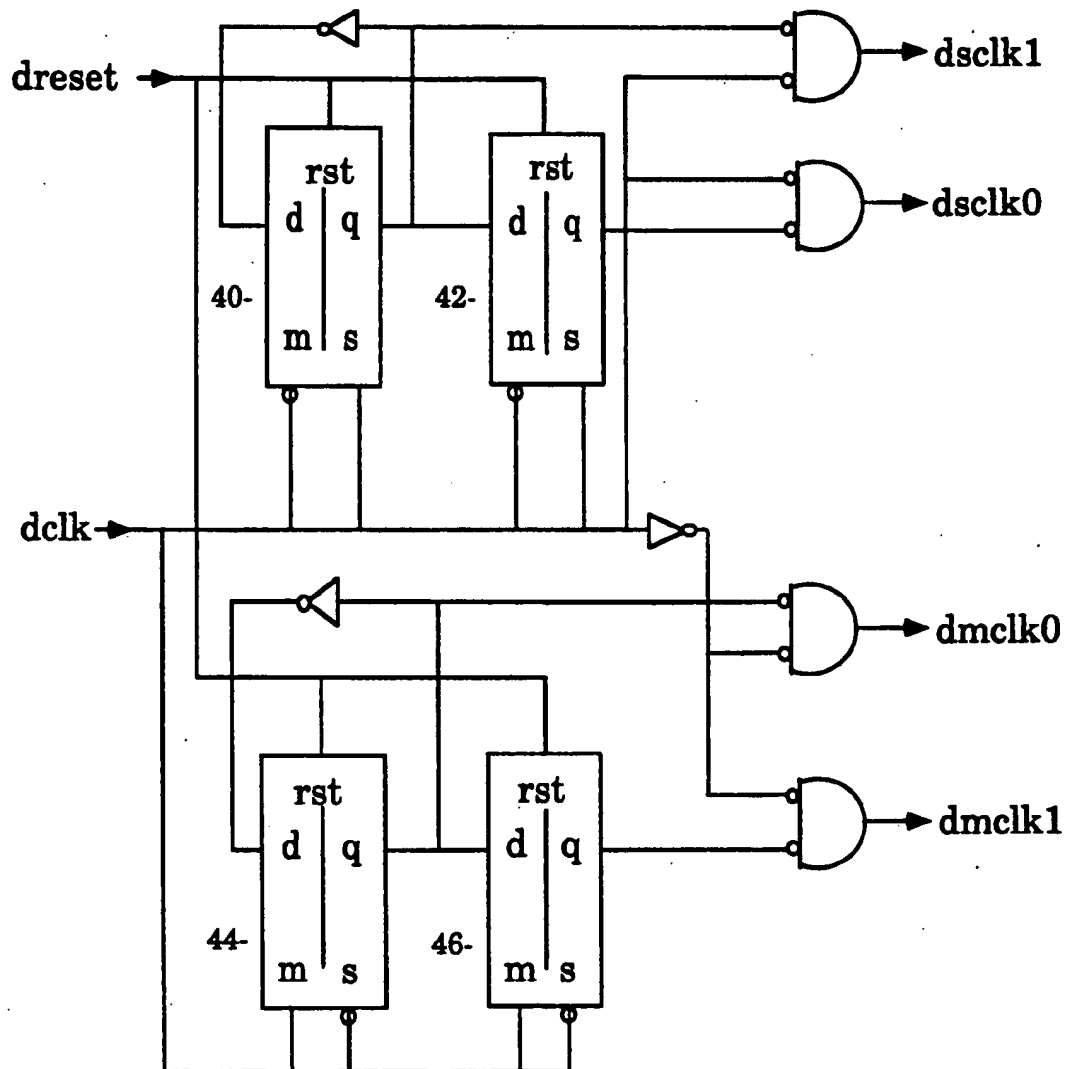 dsclk1
dreset
rst
rst
dsclk0
d q
d q
40-
42-
m s
m s
dclk
dmclk0
rst
rst
dmclk1
d q
d q
44-
46-
m s
m s